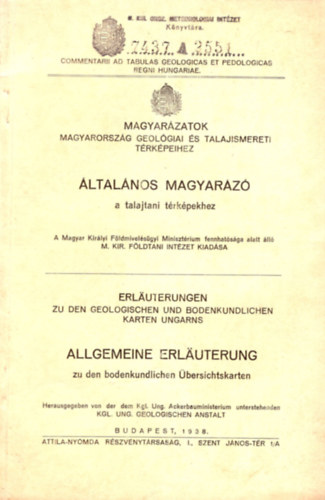 M. KIR. ORSZ. METEOROLOGIAI INTÉZET
Könyvtára.
7437 A 2551
COMMENTARII AD TABULAS GEOLOGICAS ET PEDOLOGICAS
REGNI HUNGARIAE.
MAGYARÁZATOK
MAGYARORSZÁG GEOLÓGIAI ÉS TALAJISMERETI
TÉRKÉPEIHEZ
ÁLTALÁNOS MAGYARÁZÓ
a talajtani térképekhez
A Magyar Királyi Földmivelésügyi Minisztérium fennhatósága alatt álló
M. KIR. FÖLDTANI INTÉZET KIADÁSA
ERLÄUTERUNGEN
ZU DEN GEOLOGISCHEN UND BODENKUNDLICHEN
KARTEN UNGARNS
ALLGEMEINE ERLÄUTERUNG
zu den bodenkundlichen Übersichtskarten
Herausgegeben von der dem Kgl. Ung. Ackerbauministerium unterstehenden
KGL. UNG. GEOLOGISCHEN ANSTALT
BUDAPEST, 1938.
ATTILA-NYOMDA RÉSZVÉNYTÁRSASÁG, I., SZENT JÁNOS-TÉR 1/A